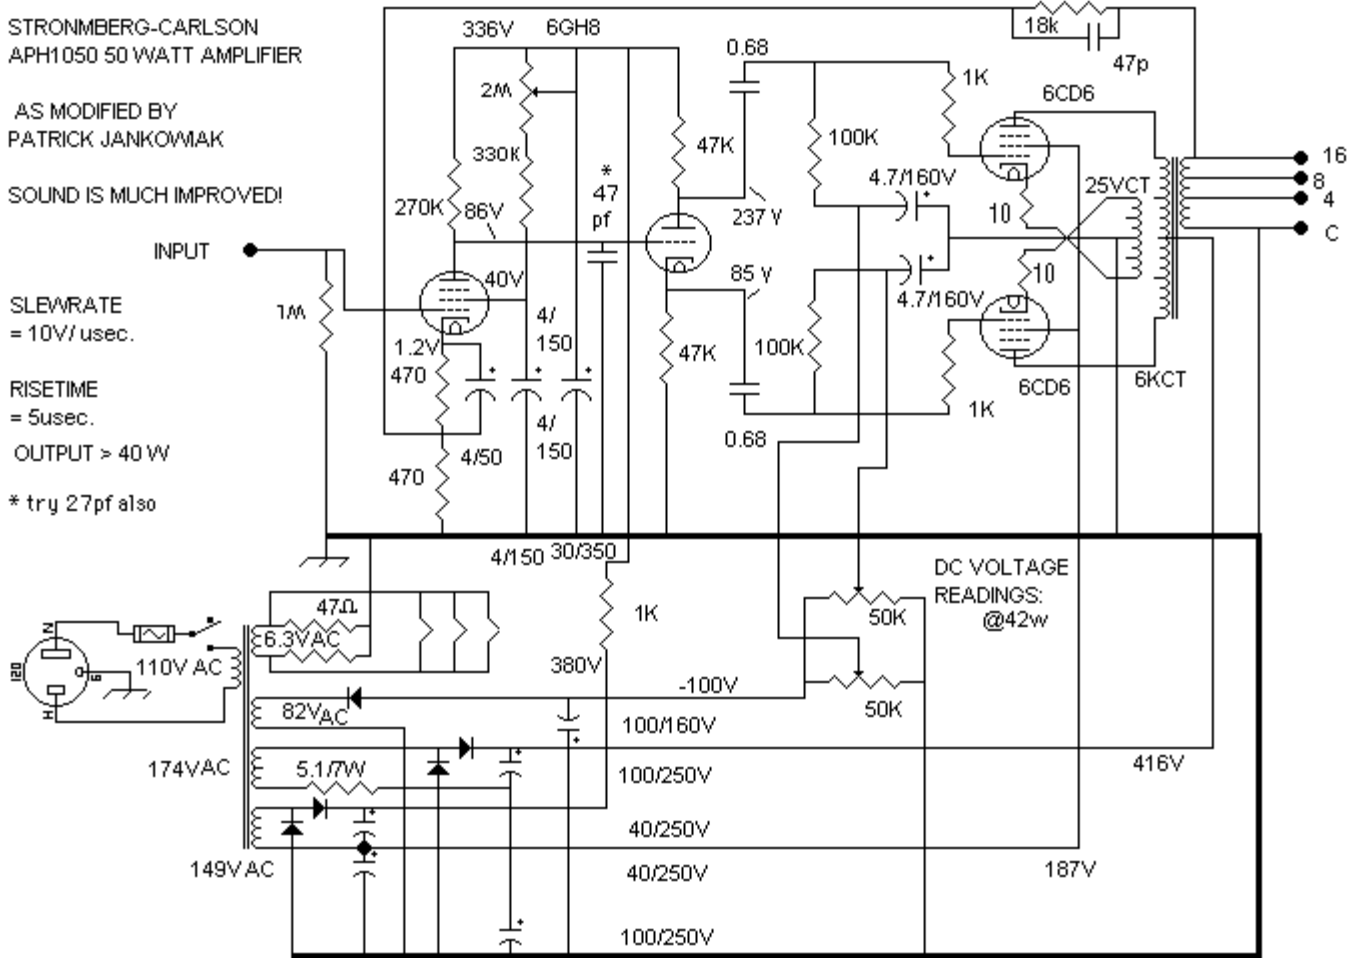 STRONMBERG-CARLSON
APH1050 50 WATT AMPLIFIER
AS MODIFIED BY
PATRICK JANKOWIAK
SOUND IS MUCH IMPROVED!
INPUT
SLEWRATE
= 10V/ usec.
RISETIME
= 5usec.
OUTPUT > 40 W
* try 27pf also
336V
6GH8
2M
330K
270K
86V
*
47
pf
40V
1M
1.2V
470
4/
150
4/
150
4/50
470
4/150
30/350
47K
0.68
237 V
85 V
47K
0.68
100K
100K
4.7/160V
4.7/160V
1K
1K
18k
47p
6CD6
10
10
25VCT
6CD6
6KCT
16
8
4
C
DC VOLTAGE
READINGS:
@42w
50K
50K
1K
380V
47Ω
6.3VAC
N
120
G
H
110V AC
82VAC
-100V
100/160V
174VAC
5.1/7W
100/250V
416V
40/250V
149VAC
40/250V
187V
100/250V